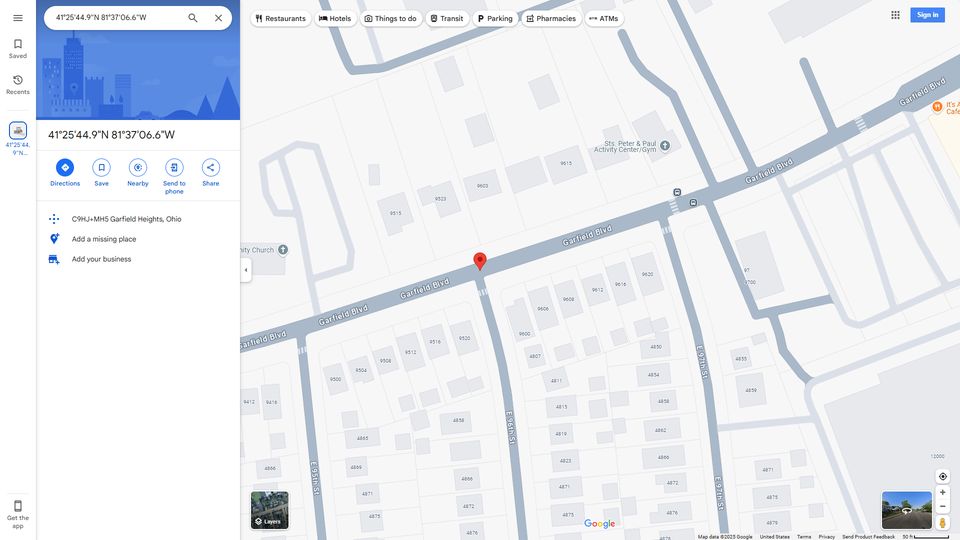 41°25'44.9"N 81°37'06.6"W
Restaurants
Hotels
Things to do
Transit
Parking
Pharmacies
ATMs
Sign in
Saved
Recents
41°25'44.
9"N...
41°25'44.9"N 81°37'06.6"W
Directions
Save
Nearby
Send to
phone
Share
C9HJ+MH5 Garfield Heights, Ohio
Add a missing place
Add your business
Get the
app
Garfield Blvd
It's A
Cafe
Sts. Peter & Paul
Activity Center/Gym
Garfield Blvd
9615
9603
9523
9515
Garfield Blvd
nity Church
Garfield Blvd
Garfield Blvd
Garfield Blvd
97
9700
9620
9616
9612
9608
9606
9600
9520
9516
9512
9508
9504
9500
9412
9416
4807
4811
4815
4819
4823
4871
4875
4850
4854
4858
4862
4866
4871
4875
4855
4859
4858
4865
4869
4871
4875
4866
4872
4876
4871
4873
4877
E 95th St
E 96th St
E 97th St
E 97th St
12000
Layers
Google
Map data ©2025 Google
United States
Terms
Privacy
Send Product Feedback
50 ft